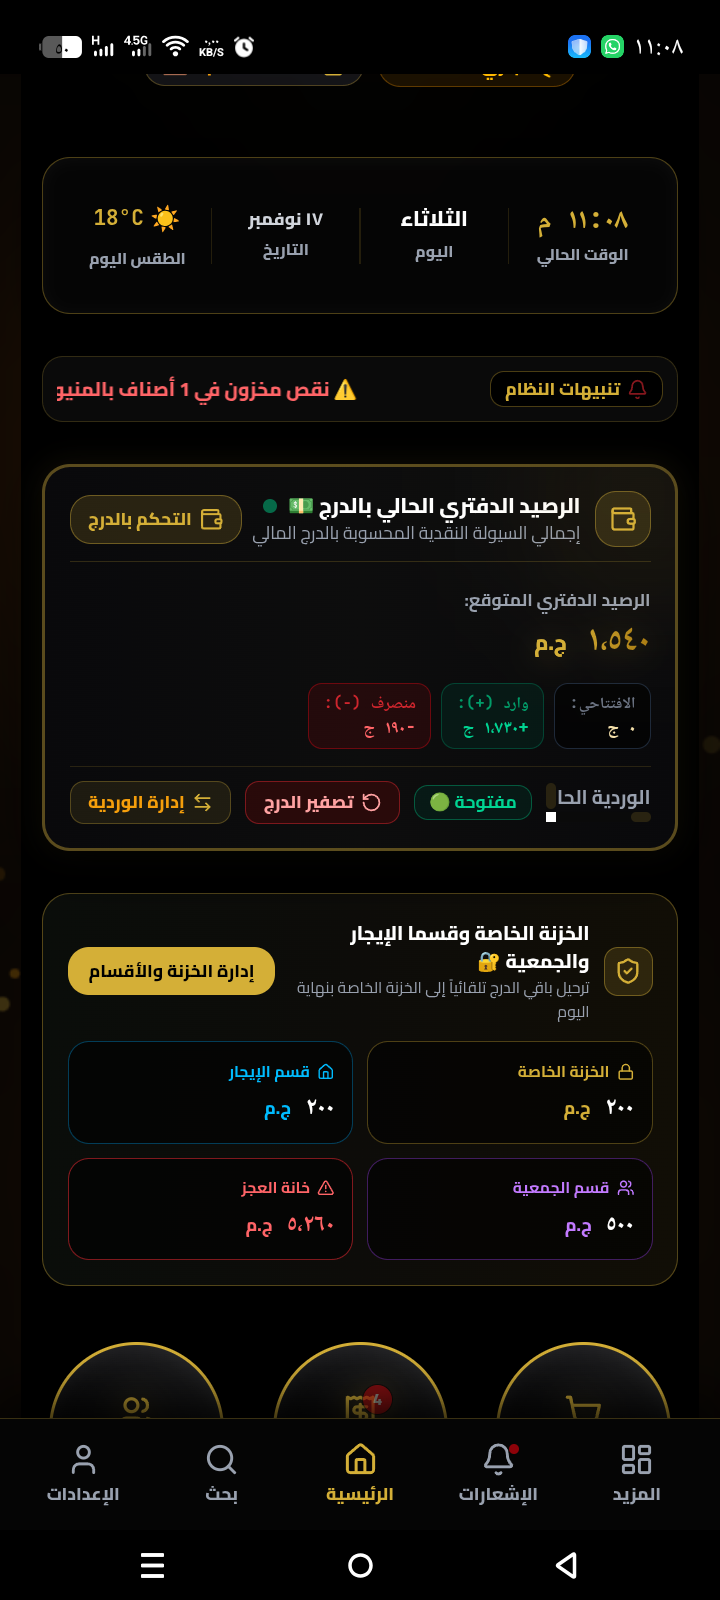 ١١:٠٨
4.5G
H
KB/S
٥٠
١١:٠٨ م
الوقت الحالي
الثلاثاء
اليوم
١٧ نوفمبر
التاريخ
18°C ☀️
الطقس اليوم
تنبيهات النظام
⚠️ نقص مخزون في 1 أصناف بالمنيو
الرصيد الدفتري الحالي بالدرج 💵
إجمالي السيولة النقدية المحسوبة بالدرج المالي
التحكم بالدرج
الرصيد الدفتري المتوقع:
١،٥٤٠ ج.م
الافتتاحي:
٠ ج
وارد (+):
+١،٧٣٠ ج
منصرف (-):
-١٩٠ ج
الوردية الحا
مفتوحة 🟢
تصفير الدرج
إدارة الوردية
الخزنة الخاصة وقسما الإيجار
والجمعية 🔐
ترحيل باقي الدرج تلقائياً إلى الخزنة الخاصة بنهاية
اليوم
إدارة الخزنة والأقسام
الخزنة الخاصة
٢٠٠ ج.م
قسم الإيجار
٢٠٠ ج.م
قسم الجمعية
٥٠٠ ج.م
خانة العجز
٥،٢٦٠ ج.م
4
المزيد
الإشعارات
الرئيسية
بحث
الإعدادات